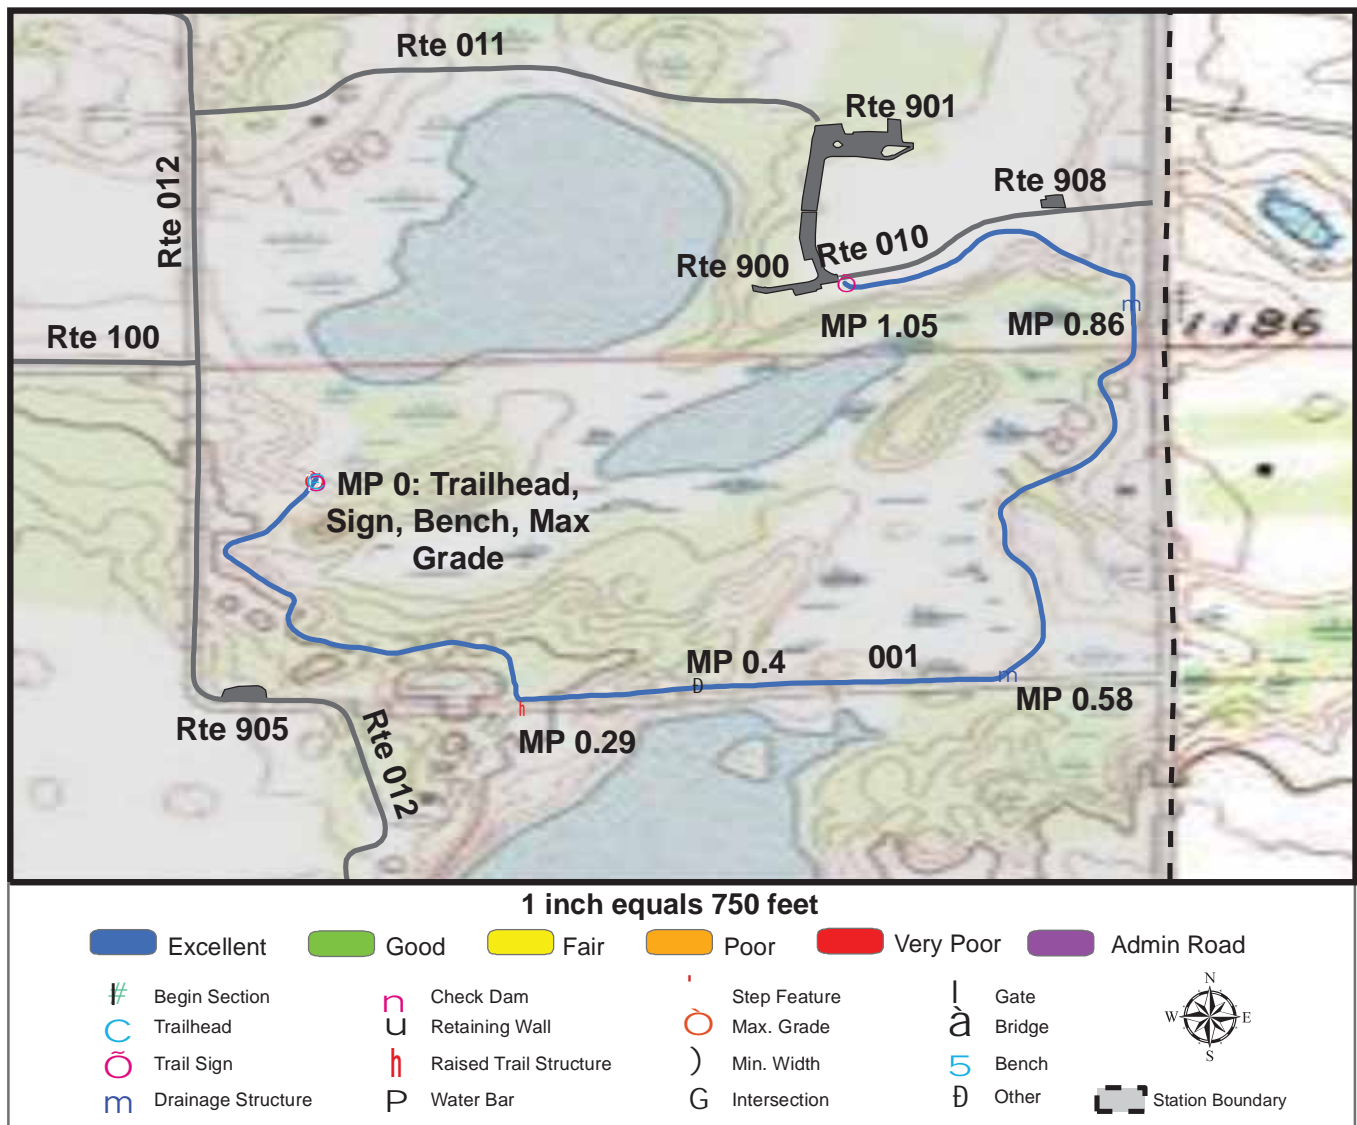 Rte 011
Rte 901
1180
Rte 012
Rte 908
Rte 010
Rte 900
MP 1.05
MP 0.86
1186
Rte 100
MP 0: Trailhead,
Sign, Bench, Max
Grade
MP 0.4
001
Đ
m
m
h
Rte 905
Rte 012
MP 0.29
MP 0.58
1 inch equals 750 feet
Excellent
Good
Fair
Poor
Very Poor
Admin Road
# Begin Section
n Check Dam
' Step Feature
l Gate
C Trailhead
u Retaining Wall
Ò Max. Grade
à Bridge
Õ Trail Sign
h Raised Trail Structure
) Min. Width
5 Bench
m Drainage Structure
P Water Bar
G Intersection
Đ Other
Station Boundary
N
W E
S